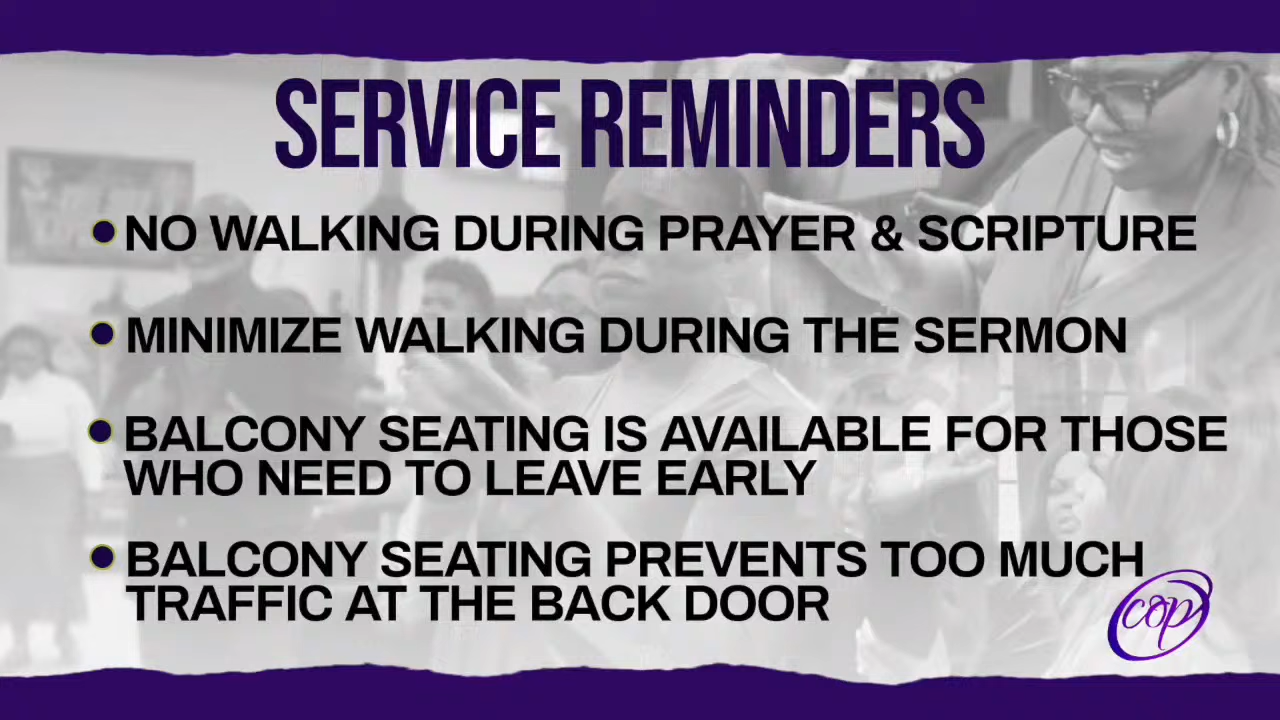 SERVICE REMINDERS
NO WALKING DURING PRAYER & SCRIPTURE
MINIMIZE WALKING DURING THE SERMON
BALCONY SEATING IS AVAILABLE FOR THOSE
WHO NEED TO LEAVE EARLY
BALCONY SEATING PREVENTS TOO MUCH
TRAFFIC AT THE BACK DOOR
cop